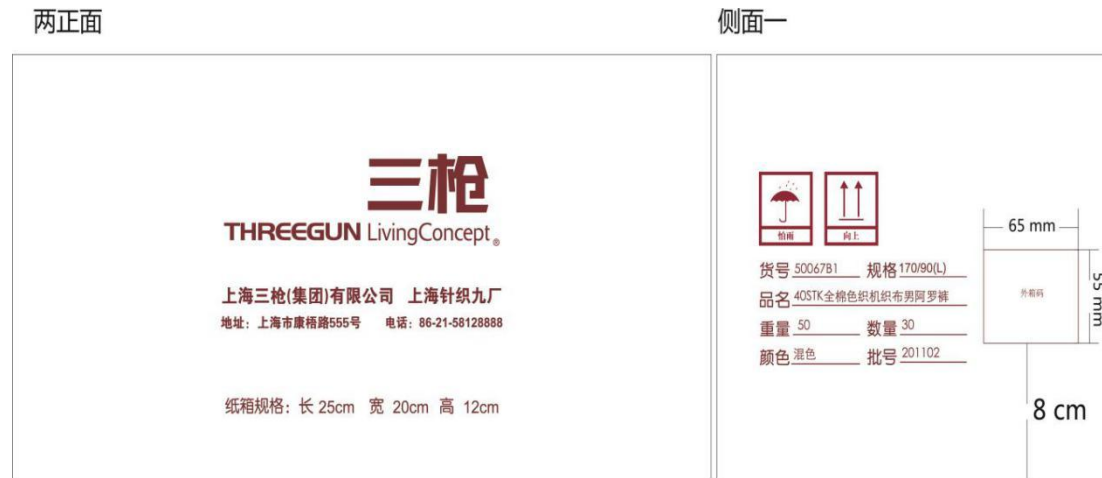 两正面
侧面一
三枪
THREEGUN LivingConcept®
上海三枪(集团)有限公司 上海针织九厂
地址：上海市康梧路555号 电话：86-21-58128888
纸箱规格：长 25cm 宽 20cm 高 12cm
怕雨 向上
货号 50067B1 规格 170/90(L)
品名 40STK全棉色织机织布男阿罗裤
重量 50 数量 30
颜色 混色 批号 201102
65 mm
外箱码
55 mm
8 cm